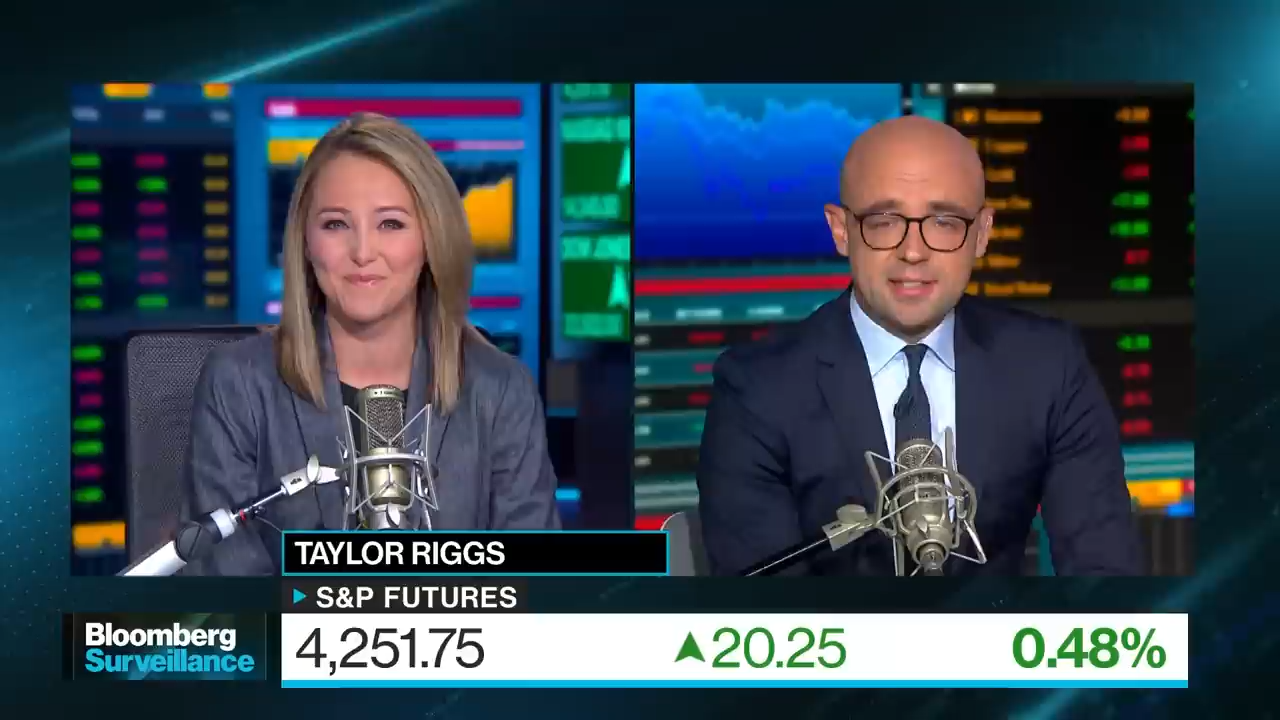 TAYLOR RIGGS
S&P FUTURES
Bloomberg
Surveillance
4,251.75 ▲20.25 0.48%